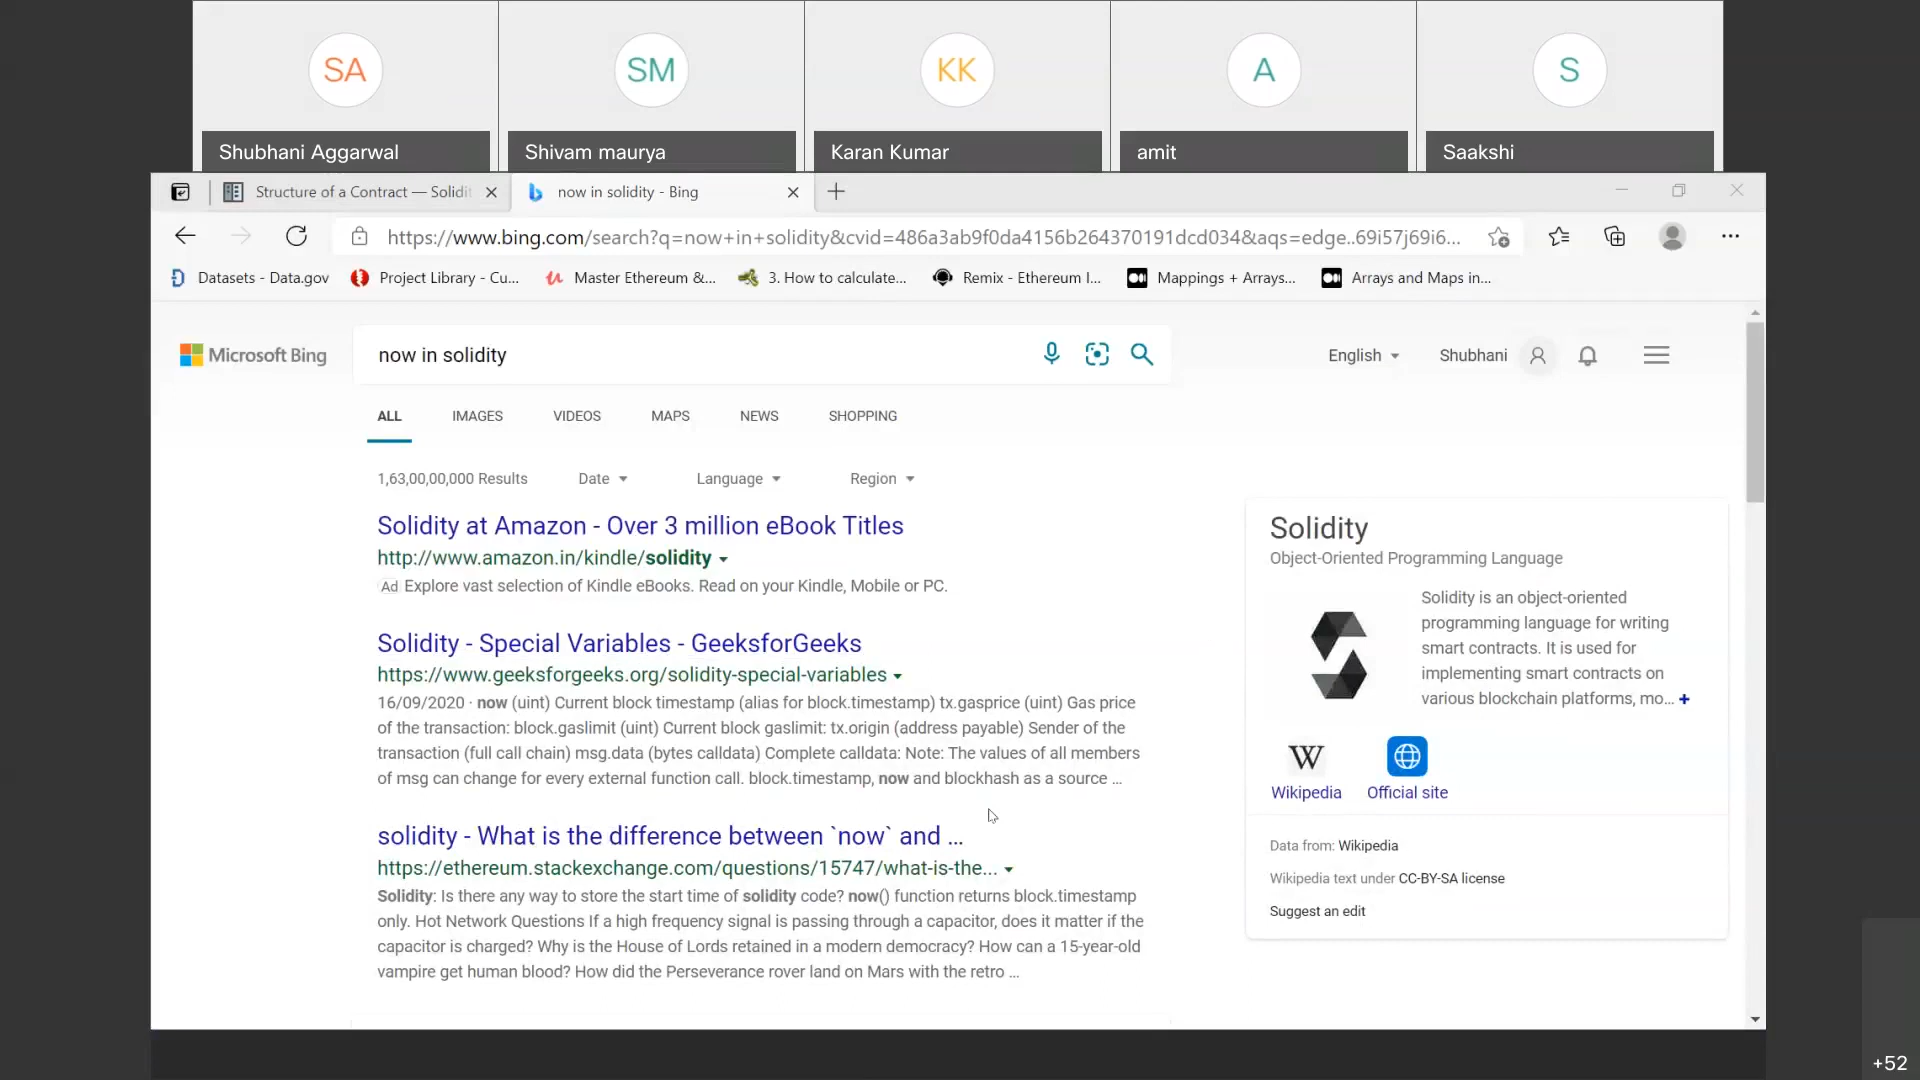 SA
SM
KK
A
S
Shubhani Aggarwal
Shivam maurya
Karan Kumar
amit
Saakshi
Structure of a Contract — Solidit
now in solidity - Bing
https://www.bing.com/search?q=now+in+solidity&cvid=486a3ab9f0da4156b264370191dcd034&aqs=edge..69i57j69i6...
Datasets - Data.gov
Project Library - Cu...
Master Ethereum &...
3. How to calculate...
Remix - Ethereum I...
Mappings + Arrays...
Arrays and Maps in...
Microsoft Bing
now in solidity
English
Shubhani
ALL
IMAGES
VIDEOS
MAPS
NEWS
SHOPPING
1,63,00,00,000 Results
Date
Language
Region
Solidity at Amazon - Over 3 million eBook Titles
http://www.amazon.in/kindle/solidity
Ad Explore vast selection of Kindle eBooks. Read on your Kindle, Mobile or PC.
Solidity - Special Variables - GeeksforGeeks
https://www.geeksforgeeks.org/solidity-special-variables
16/09/2020 · now (uint) Current block timestamp (alias for block.timestamp) tx.gasprice (uint) Gas price
of the transaction: block.gaslimit (uint) Current block gaslimit: tx.origin (address payable) Sender of the
transaction (full call chain) msg.data (bytes calldata) Complete calldata: Note: The values of all members
of msg can change for every external function call. block.timestamp, now and blockhash as a source ...
solidity - What is the difference between `now` and ...
https://ethereum.stackexchange.com/questions/15747/what-is-the...
Solidity: Is there any way to store the start time of solidity code? now() function returns block.timestamp
only. Hot Network Questions If a high frequency signal is passing through a capacitor, does it matter if the
capacitor is charged? Why is the House of Lords retained in a modern democracy? How can a 15-year-old
vampire get human blood? How did the Perseverance rover land on Mars with the retro ...
Solidity
Object-Oriented Programming Language
Solidity is an object-oriented
programming language for writing
smart contracts. It is used for
implementing smart contracts on
various blockchain platforms, mo... +
W
Wikipedia
Official site
Data from: Wikipedia
Wikipedia text under CC-BY-SA license
Suggest an edit
+52